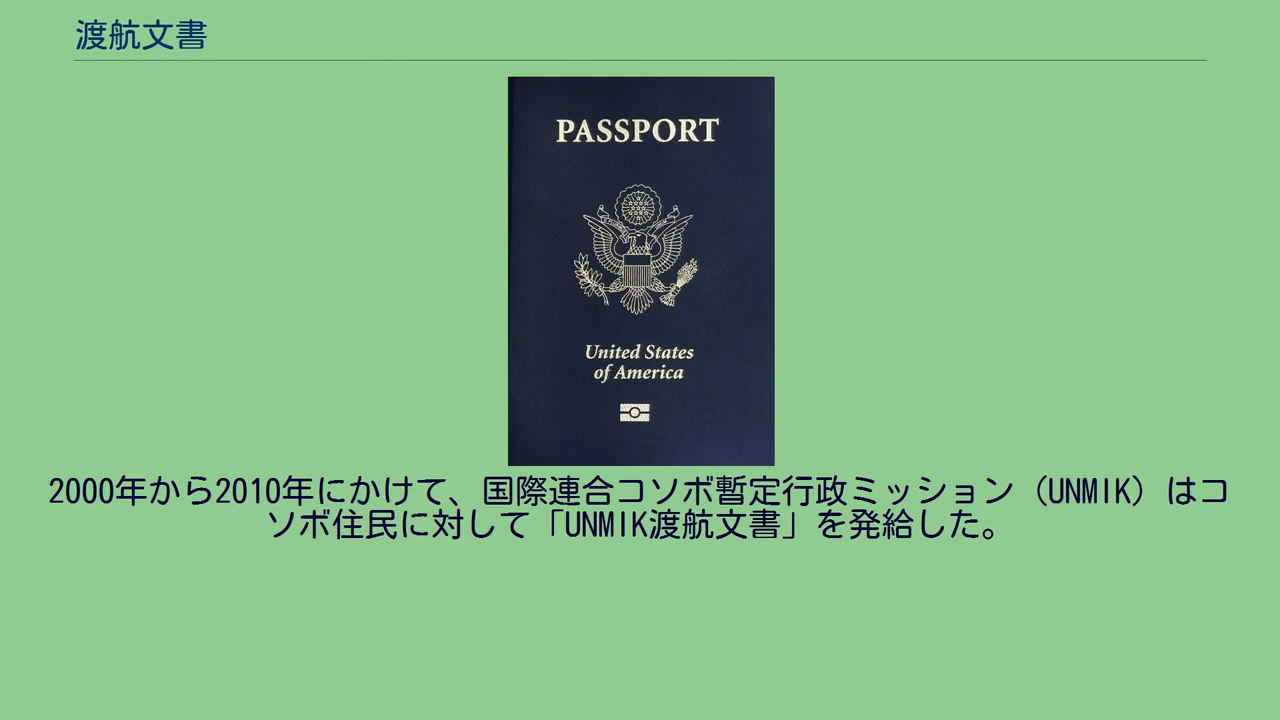 渡航文書
PASSPORT
United States
of America
2000年から2010年にかけて、国際連合コソボ暫定行政ミッション（UNMIK）はコ
ソボ住民に対して「UNMIK渡航文書」を発給した。